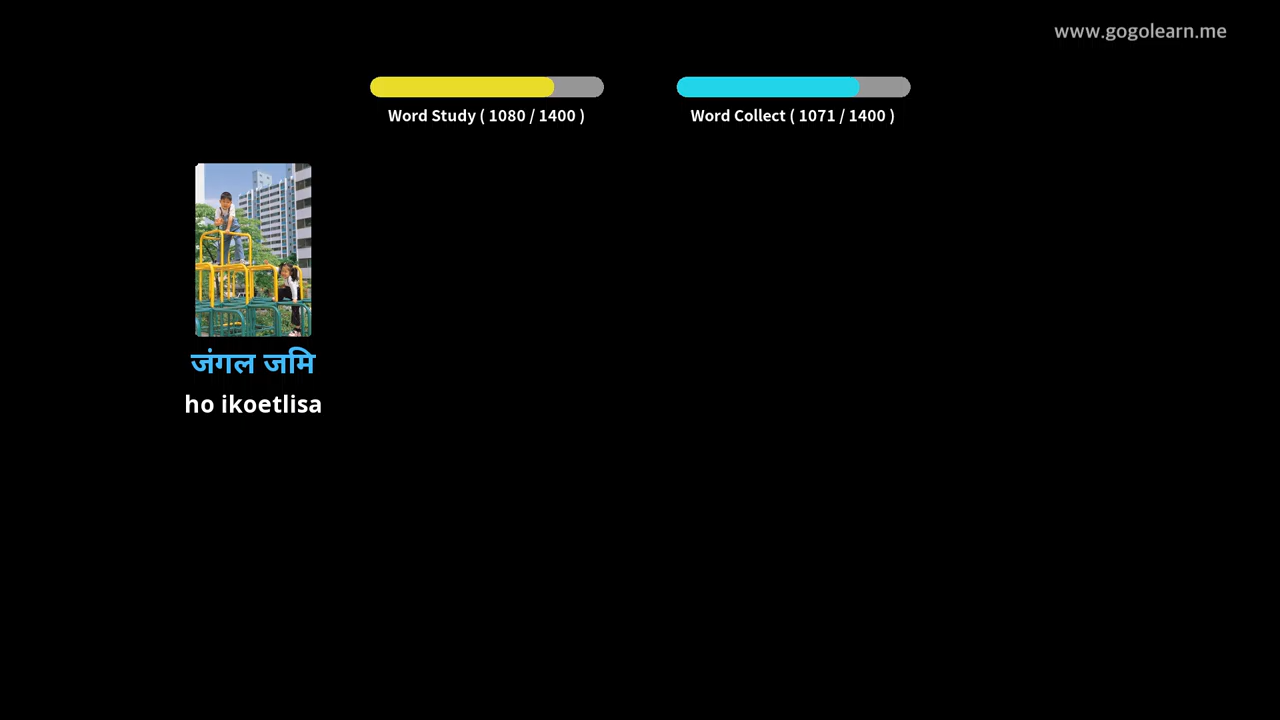 www.gogolearn.me
Word Study ( 1080 / 1400 )
Word Collect ( 1071 / 1400 )
जंगल जमि
ho ikoetlisa